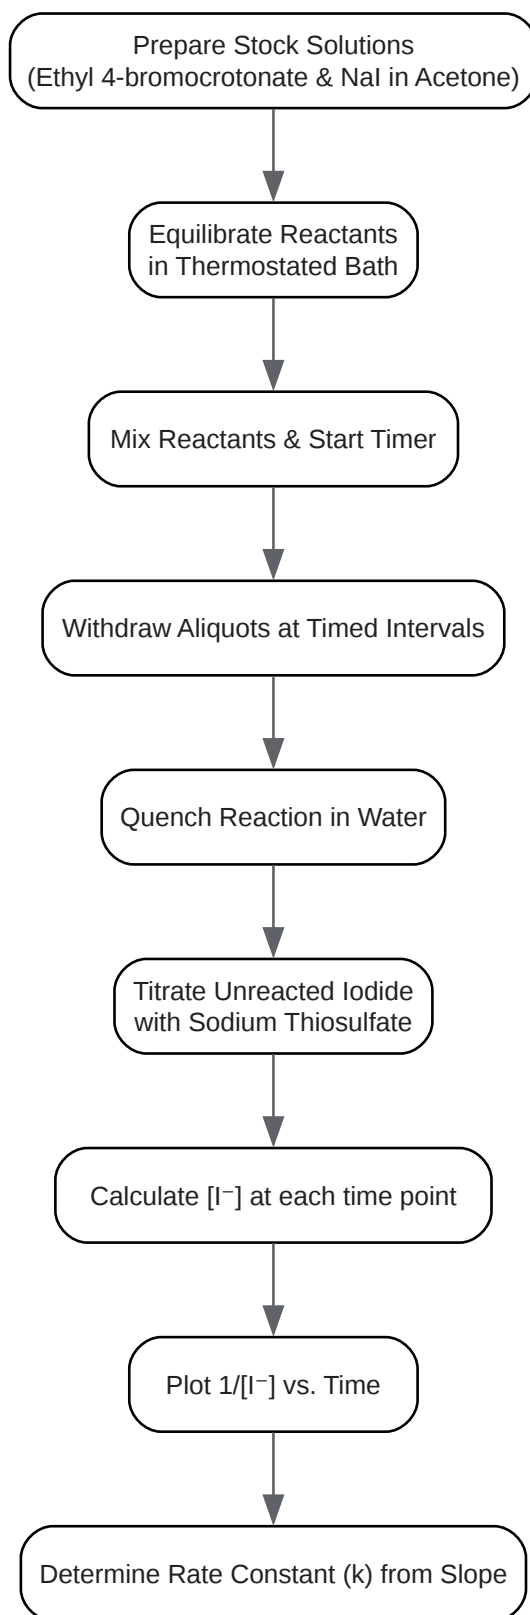 Prepare Stock Solutions
(Ethyl 4-bromocrotonate & NaI in Acetone)
Equilibrate Reactants
in Thermostated Bath
Mix Reactants & Start Timer
Withdraw Aliquots at Timed Intervals
Quench Reaction in Water
Titrate Unreacted Iodide
with Sodium Thiosulfate
Calculate [I⁻] at each time point
Plot 1/[I⁻] vs. Time
Determine Rate Constant (k) from Slope